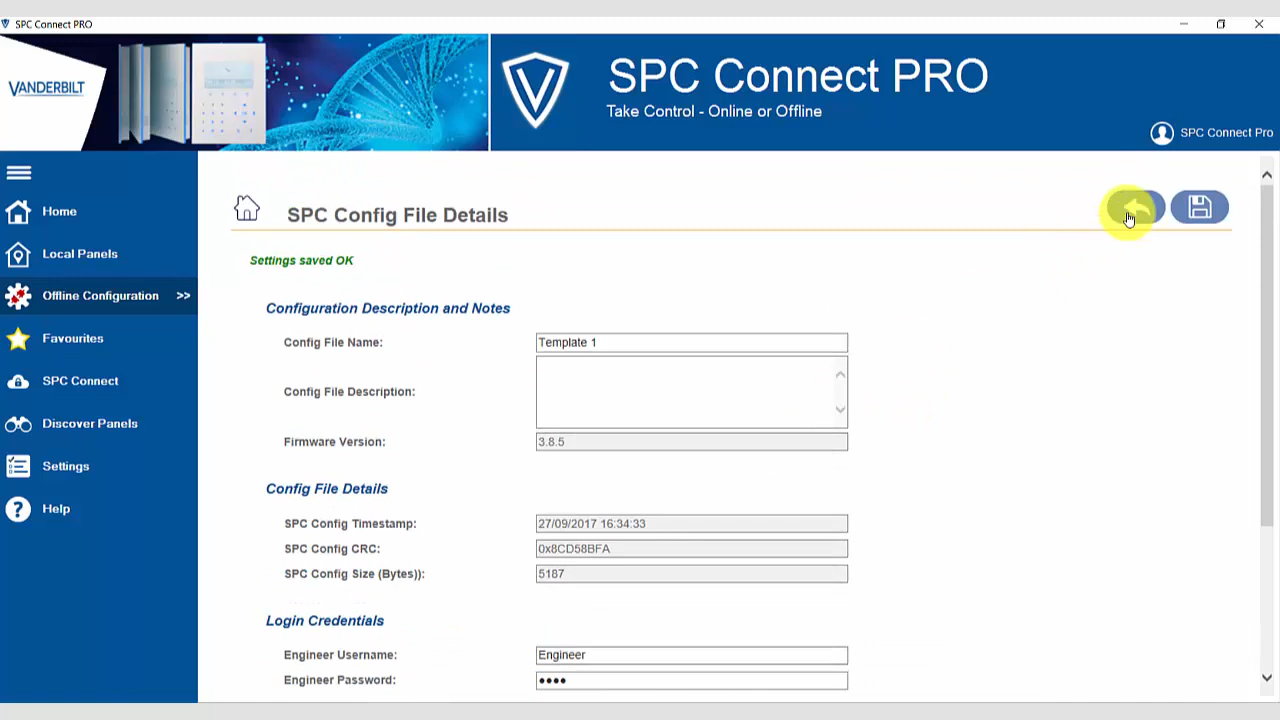 SPC Connect PRO
VANDERBILT
SPC Connect PRO
Take Control - Online or Offline
SPC Connect Pro
Home
Local Panels
Offline Configuration >>
Favourites
SPC Connect
Discover Panels
Settings
Help
SPC Config File Details
Settings saved OK
Configuration Description and Notes
Config File Name: Template 1
Config File Description:
Firmware Version: 3.8.5
Config File Details
SPC Config Timestamp: 27/09/2017 16:34:33
SPC Config CRC: 0x8CD58BFA
SPC Config Size (Bytes)): 5187
Login Credentials
Engineer Username: Engineer
Engineer Password: ●●●●